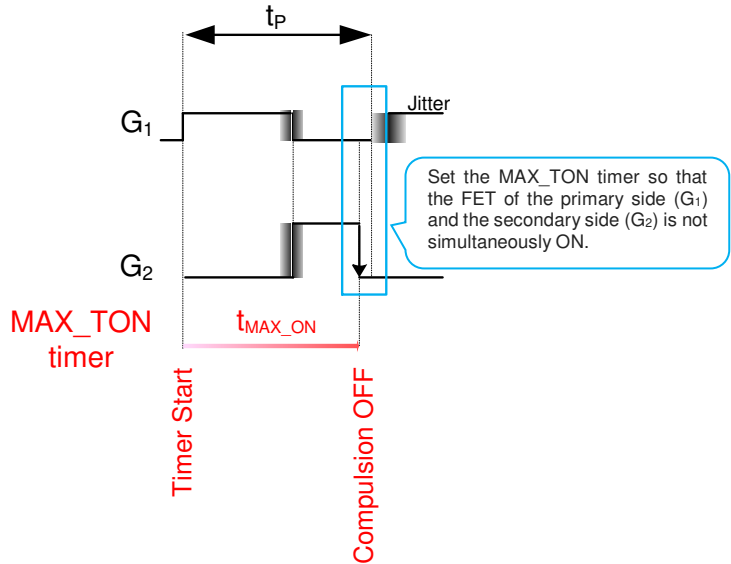 tP
Jitter
G1
Set the MAX_TON timer so that
the FET of the primary side (G1)
and the secondary side (G2) is not
simultaneously ON.
G2
MAX_TON
timer
tMAX_ON
Timer Start
Compulsion OFF